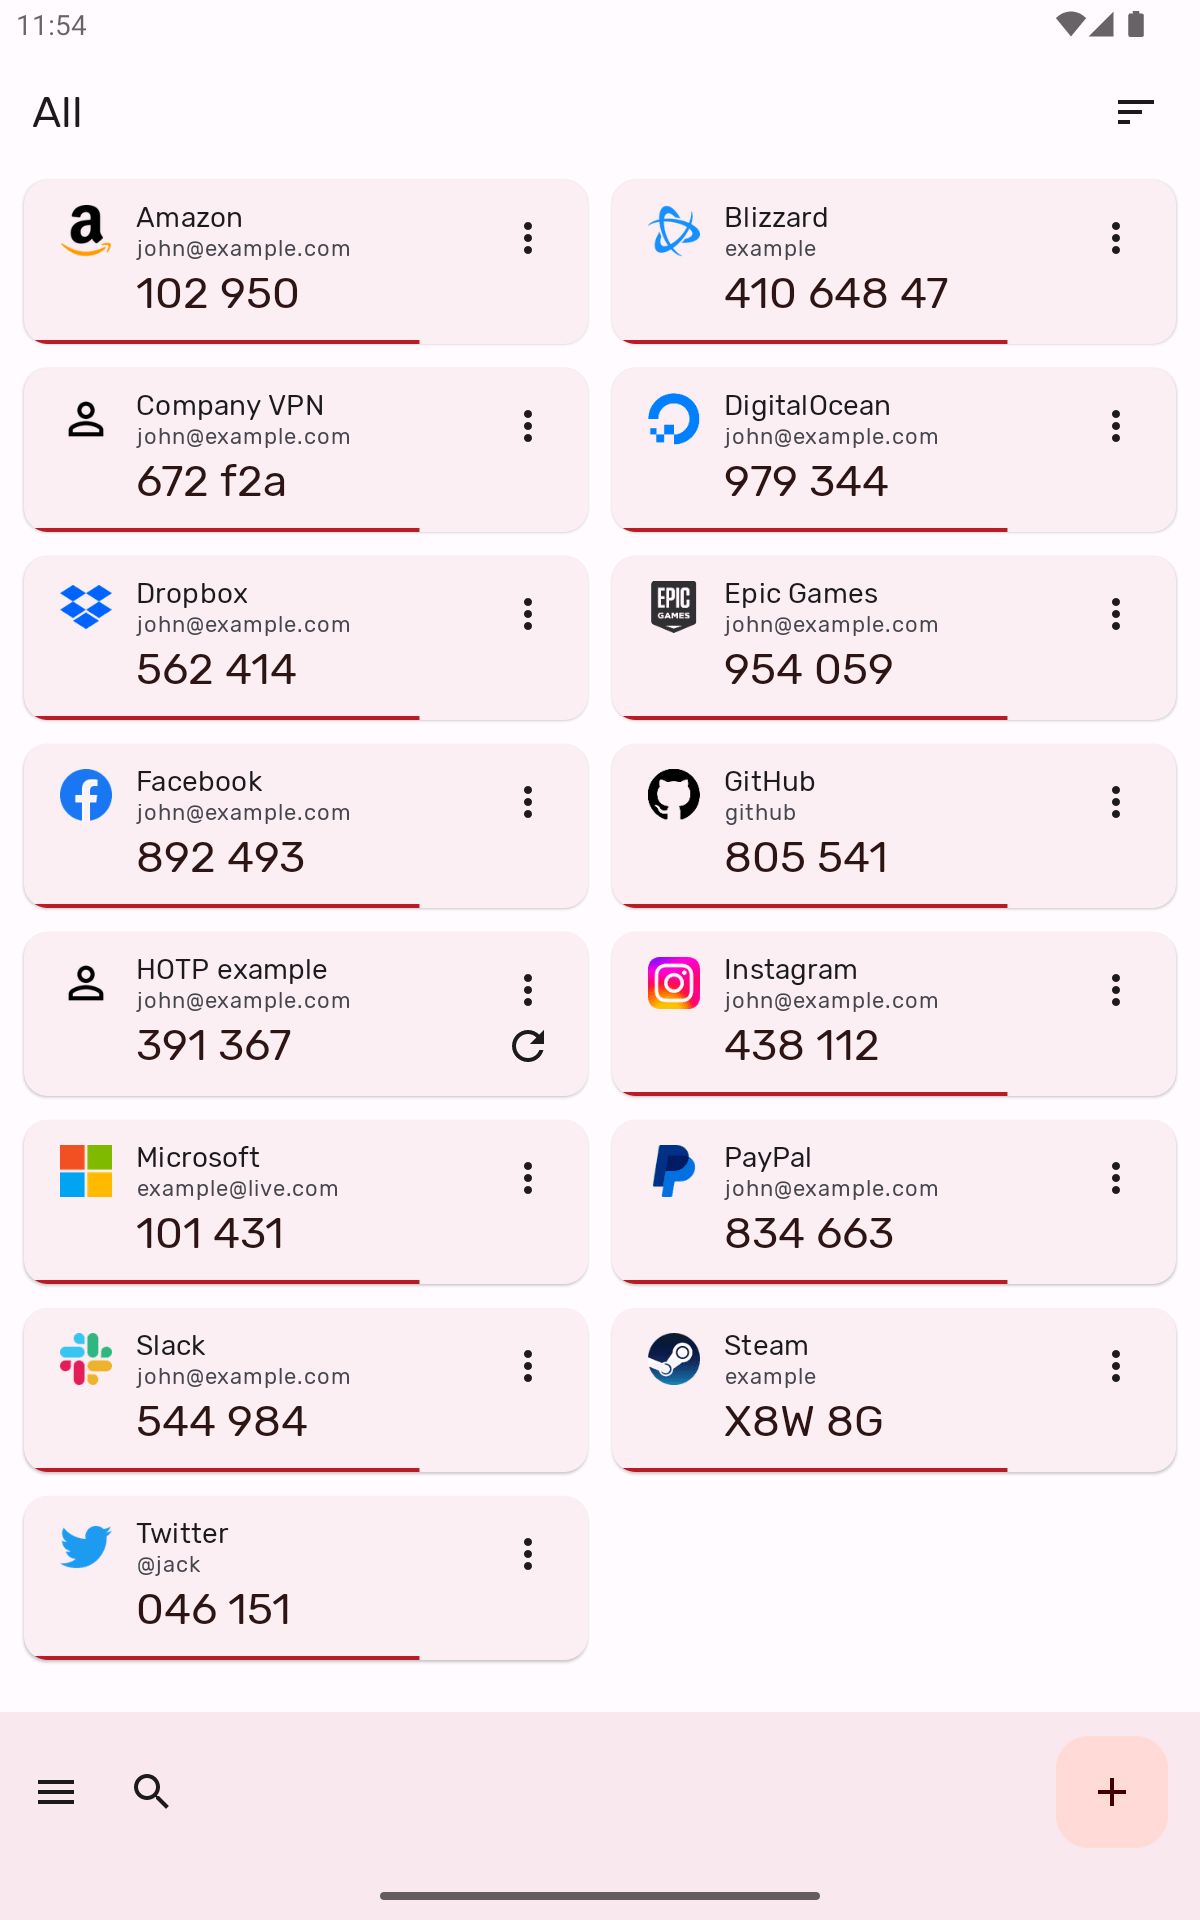 11:54
All
Amazon
john@example.com
102 950
Blizzard
example
410 648 47
Company VPN
john@example.com
672 f2a
DigitalOcean
john@example.com
979 344
Dropbox
john@example.com
562 414
EPIC
GAMES
Epic Games
john@example.com
954 059
Facebook
john@example.com
892 493
GitHub
github
805 541
HOTP example
john@example.com
391 367
Instagram
john@example.com
438 112
Microsoft
example@live.com
101 431
PayPal
john@example.com
834 663
Slack
john@example.com
544 984
Steam
example
X8W 8G
Twitter
@jack
046 151